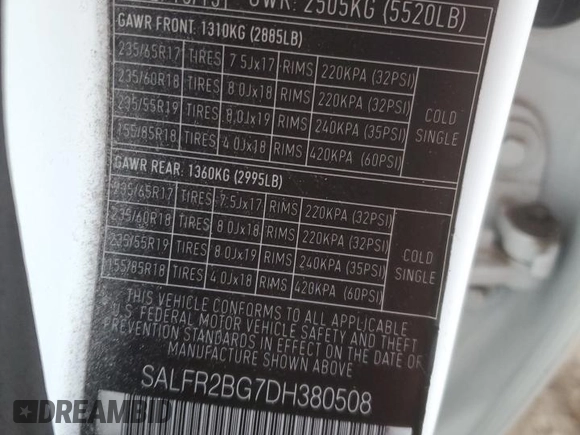 GVWR: 2505KG (5520LB)
GAWR FRONT: 1310KG (2885LB)
235/65R17 TIRES 7.5Jx17 RIMS 220KPA (32PSI)
235/60R18 TIRES 8.0Jx18 RIMS 220KPA (32PSI) COLD
235/55R19 TIRES 8.0Jx19 RIMS 240KPA (35PSI) SINGLE
155/85R18 TIRES 4.0Jx18 RIMS 420KPA (60PSI)
GAWR REAR: 1360KG (2995LB)
235/65R17 TIRES 7.5Jx17 RIMS 220KPA (32PSI)
235/60R18 TIRES 8.0Jx18 RIMS 220KPA (32PSI) COLD
235/55R19 TIRES 8.0Jx19 RIMS 240KPA (35PSI) SINGLE
155/85R18 TIRES 4.0Jx18 RIMS 420KPA (60PSI)
THIS VEHICLE CONFORMS TO ALL APPLICABLE
U.S. FEDERAL MOTOR VEHICLE SAFETY AND THEFT
PREVENTION STANDARDS IN EFFECT ON THE DATE
OF MANUFACTURE SHOWN ABOVE
SALFR2BG7DH380508
DREAMBID